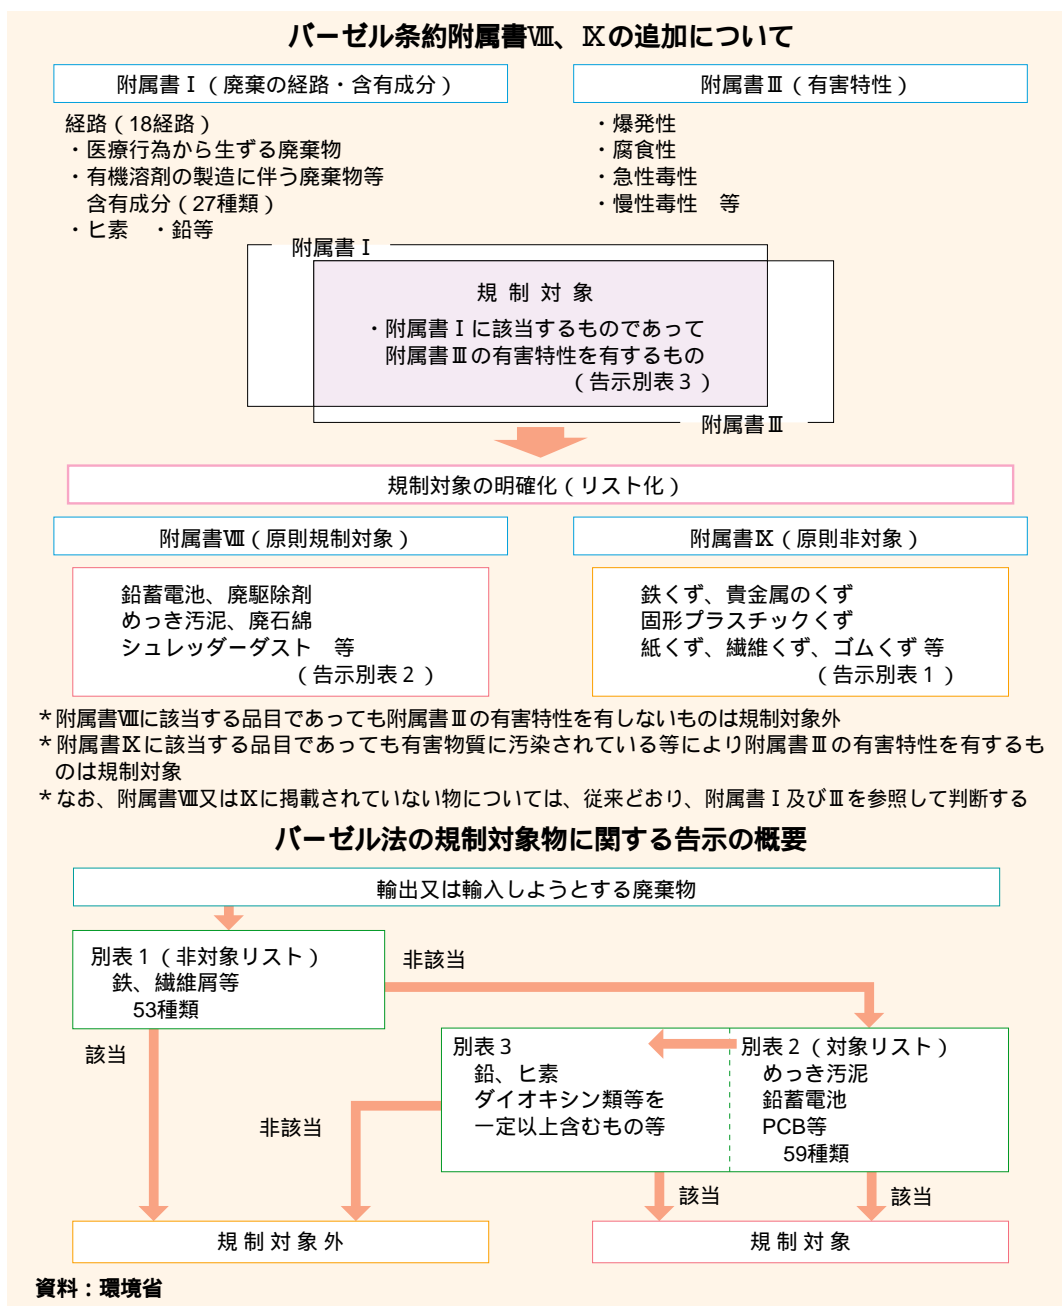 バーゼル条約附属書Ⅷ、Ⅸの追加について
附属書Ⅰ（廃棄の経路・含有成分）
附属書Ⅲ（有害特性）
経路（18経路）
・医療行為から生ずる廃棄物
・有機溶剤の製造に伴う廃棄物等
含有成分（27種類）
・ヒ素　・鉛等
・爆発性
・腐食性
・急性毒性
・慢性毒性　等
附属書Ⅰ
規制対象
・附属書Ⅰに該当するものであって
附属書Ⅲの有害特性を有するもの
（告示別表3）
附属書Ⅲ
規制対象の明確化（リスト化）
附属書Ⅷ（原則規制対象）
附属書Ⅸ（原則非対象）
鉛蓄電池、廃駆除剤
めっき汚泥、廃石綿
シュレッダーダスト　等
（告示別表2）
鉄くず、貴金属のくず
固形プラスチックくず
紙くず、繊維くず、ゴムくず 等
（告示別表1）
＊附属書Ⅷに該当する品目であっても附属書Ⅲの有害特性を有しないものは規制対象外
＊附属書Ⅸに該当する品目であっても有害物質に汚染されている等により附属書Ⅲの有害特性を有するも
のは規制対象
＊なお、附属書Ⅷ又はⅨに掲載されていない物については、従来どおり、附属書Ⅰ及びⅢを参照して判断する
バーゼル法の規制対象物に関する告示の概要
輸出又は輸入しようとする廃棄物
別表1（非対象リスト）
鉄、繊維屑等
53種類
非該当
該当
別表3
鉛、ヒ素
ダイオキシン類等を
一定以上含むもの等
別表2（対象リスト）
めっき汚泥
鉛蓄電池
PCB等
59種類
非該当
該当
該当
規制対象外
規制対象
資料：環境省